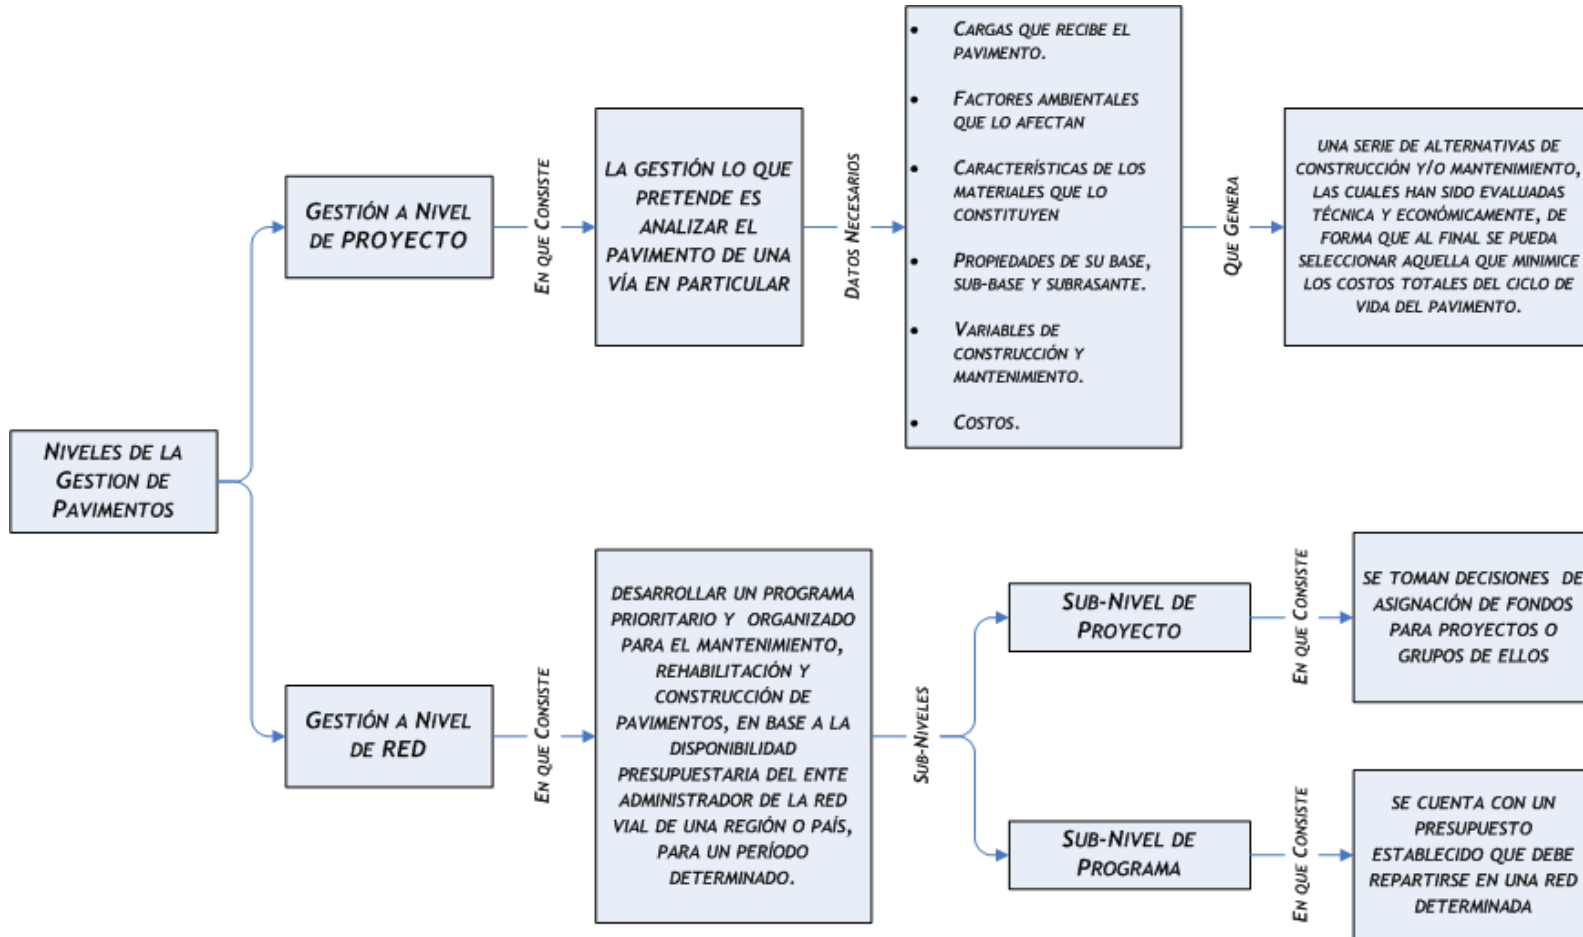 NIVELES DE LA
GESTION DE
PAVIMENTOS
GESTIÓN A NIVEL
DE PROYECTO
EN QUE CONSISTE
LA GESTIÓN LO QUE
PRETENDE ES
ANALIZAR EL
PAVIMENTO DE UNA
VÍA EN PARTICULAR
DATOS NECESARIOS
• CARGAS QUE RECIBE EL
PAVIMENTO.
• FACTORES AMBIENTALES
QUE LO AFECTAN
• CARACTERÍSTICAS DE LOS
MATERIALES QUE LO
CONSTITUYEN
• PROPIEDADES DE SU BASE,
SUB-BASE Y SUBRASANTE.
• VARIABLES DE
CONSTRUCCIÓN Y
MANTENIMIENTO.
• COSTOS.
QUE GENERA
UNA SERIE DE ALTERNATIVAS DE
CONSTRUCCIÓN Y/O MANTENIMIENTO,
LAS CUALES HAN SIDO EVALUADAS
TÉCNICA Y ECONÓMICAMENTE, DE
FORMA QUE AL FINAL SE PUEDA
SELECCIONAR AQUELLA QUE MINIMICE
LOS COSTOS TOTALES DEL CICLO DE
VIDA DEL PAVIMENTO.
GESTIÓN A NIVEL
DE RED
EN QUE CONSISTE
DESARROLLAR UN PROGRAMA
PRIORITARIO Y ORGANIZADO
PARA EL MANTENIMIENTO,
REHABILITACIÓN Y
CONSTRUCCIÓN DE
PAVIMENTOS, EN BASE A LA
DISPONIBILIDAD
PRESUPUESTARIA DEL ENTE
ADMINISTRADOR DE LA RED
VIAL DE UNA REGIÓN O PAÍS,
PARA UN PERÍODO
DETERMINADO.
SUB-NIVELES
SUB-NIVEL DE
PROYECTO
EN QUE CONSISTE
SE TOMAN DECISIONES DE
ASIGNACIÓN DE FONDOS
PARA PROYECTOS O
GRUPOS DE ELLOS
SUB-NIVEL DE
PROGRAMA
EN QUE CONSISTE
SE CUENTA CON UN
PRESUPUESTO
ESTABLECIDO QUE DEBE
REPARTIRSE EN UNA RED
DETERMINADA